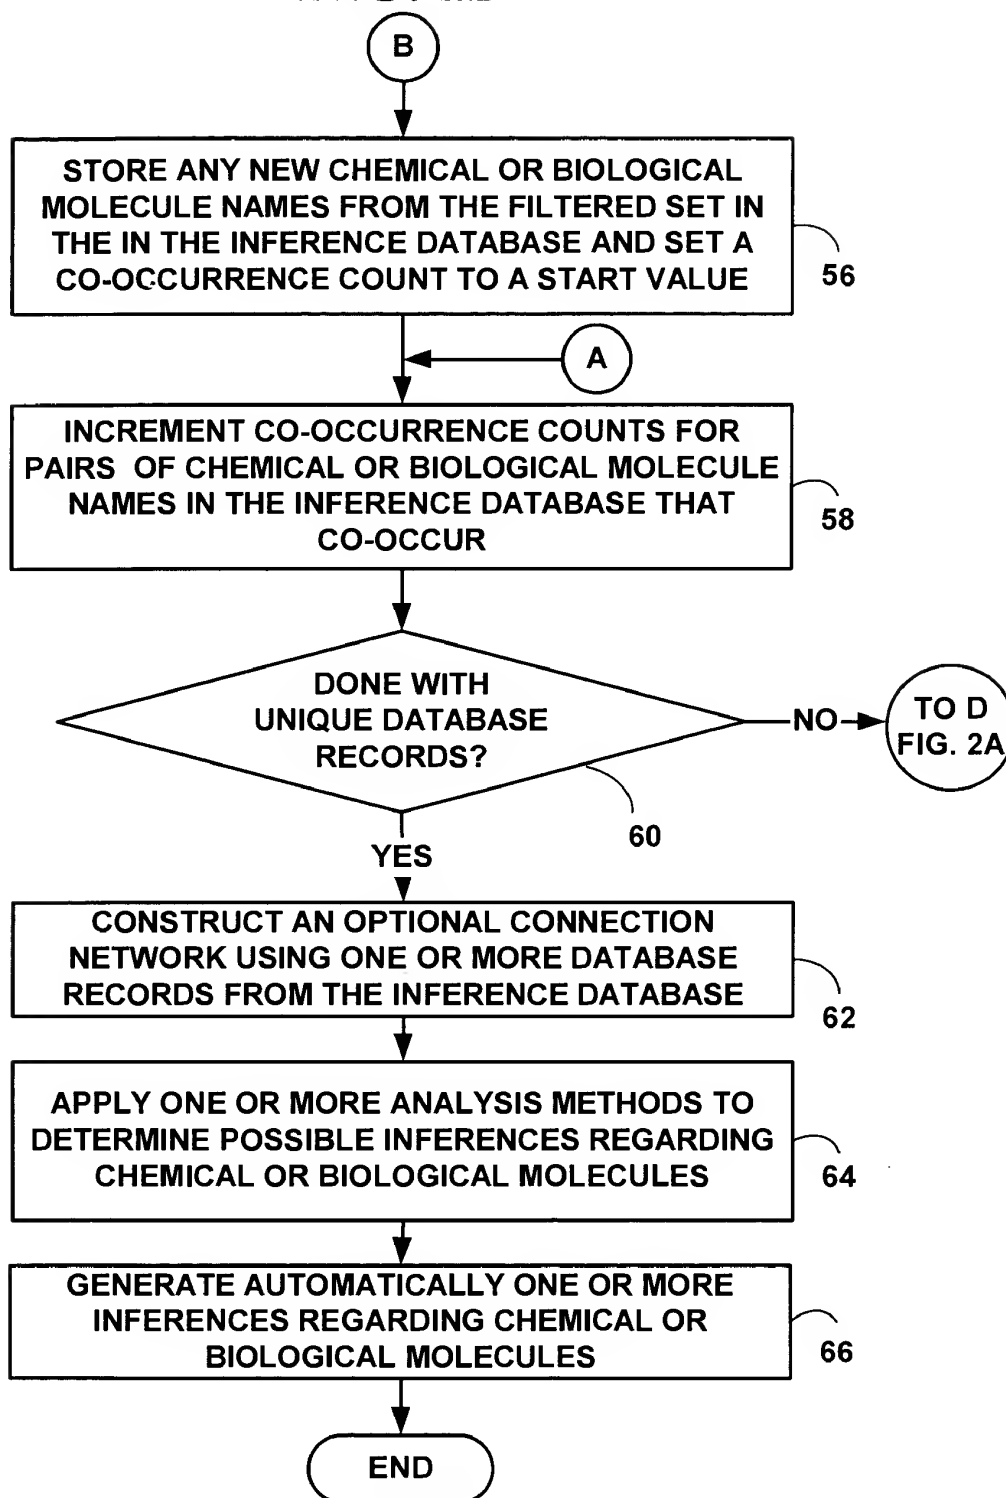 B
STORE ANY NEW CHEMICAL OR BIOLOGICAL
MOLECULE NAMES FROM THE FILTERED SET IN
THE IN THE INFERENCE DATABASE AND SET A
CO-OCCURRENCE COUNT TO A START VALUE
56
A
INCREMENT CO-OCCURRENCE COUNTS FOR
PAIRS OF CHEMICAL OR BIOLOGICAL MOLECULE
NAMES IN THE INFERENCE DATABASE THAT
CO-OCCUR
58
DONE WITH
UNIQUE DATABASE
RECORDS?
NO
TO D
FIG. 2A
60
YES
CONSTRUCT AN OPTIONAL CONNECTION
NETWORK USING ONE OR MORE DATABASE
RECORDS FROM THE INFERENCE DATABASE
62
APPLY ONE OR MORE ANALYSIS METHODS TO
DETERMINE POSSIBLE INFERENCES REGARDING
CHEMICAL OR BIOLOGICAL MOLECULES
64
GENERATE AUTOMATICALLY ONE OR MORE
INFERENCES REGARDING CHEMICAL OR
BIOLOGICAL MOLECULES
66
END